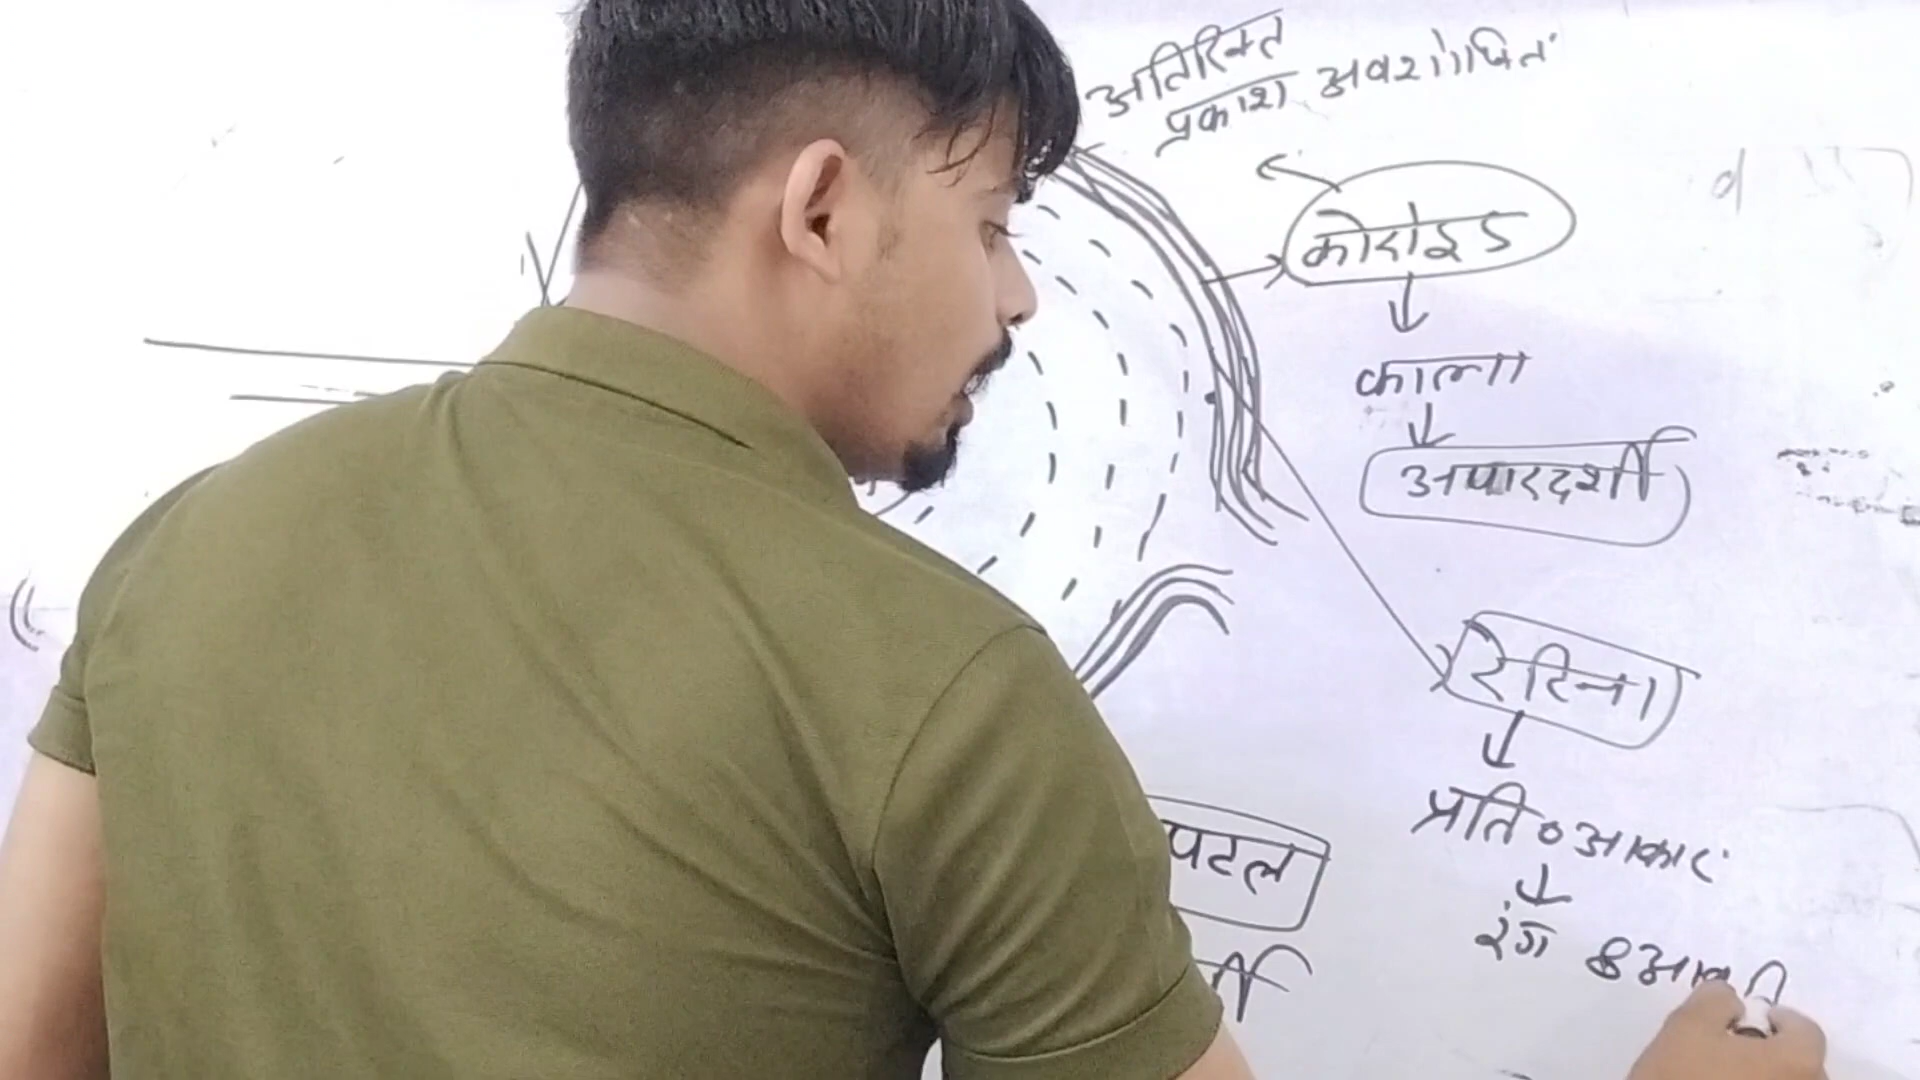 अतिरिक्त
प्रकाश अवशोषित
कोराइड
काला
अपारदर्शी
रेटिना
प्रति० आकार
रंग &
पटल